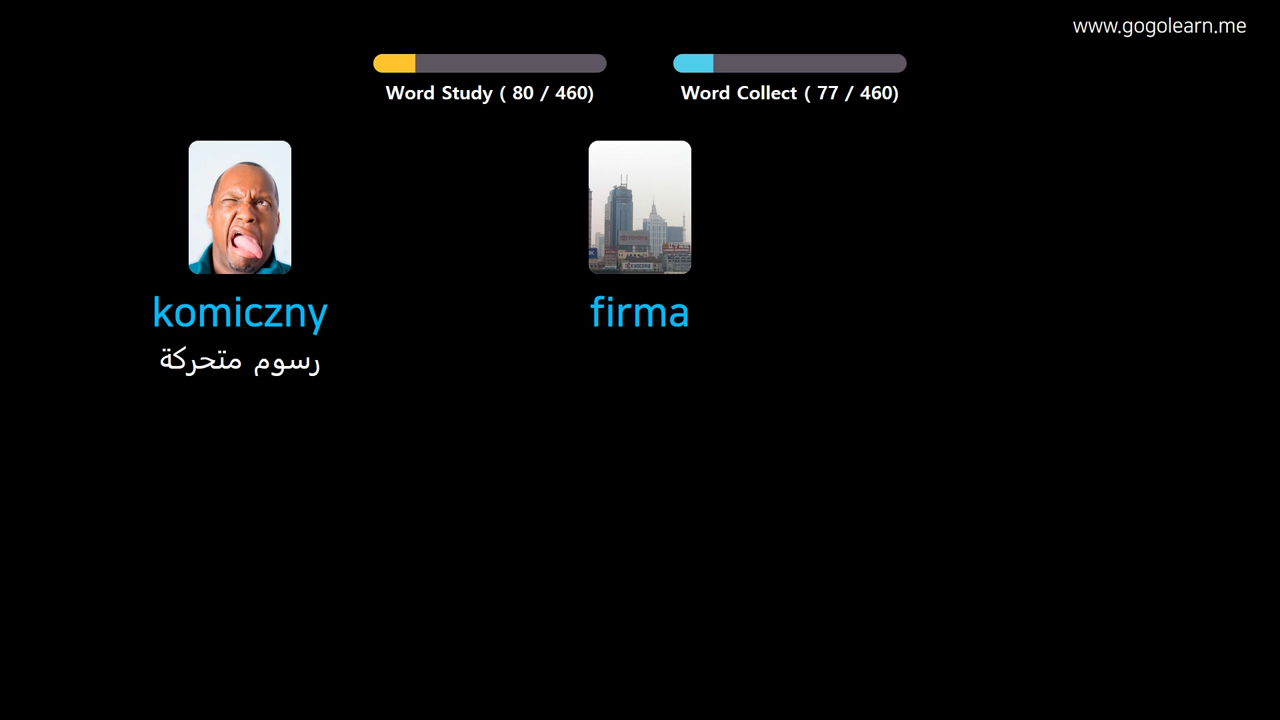 www.gogolearn.me
Word Study ( 80 / 460)
Word Collect ( 77 / 460)
komiczny
رسوم متحركة
firma